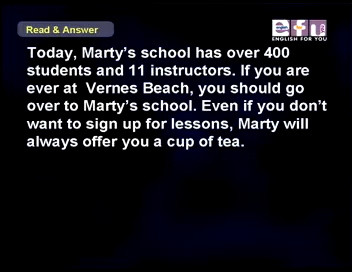 Read & Answer
efu
ENGLISH FOR YOU
Today, Marty's school has over 400
students and 11 instructors. If you are
ever at Vernes Beach, you should go
over to Marty's school. Even if you don't
want to sign up for lessons, Marty will
always offer you a cup of tea.